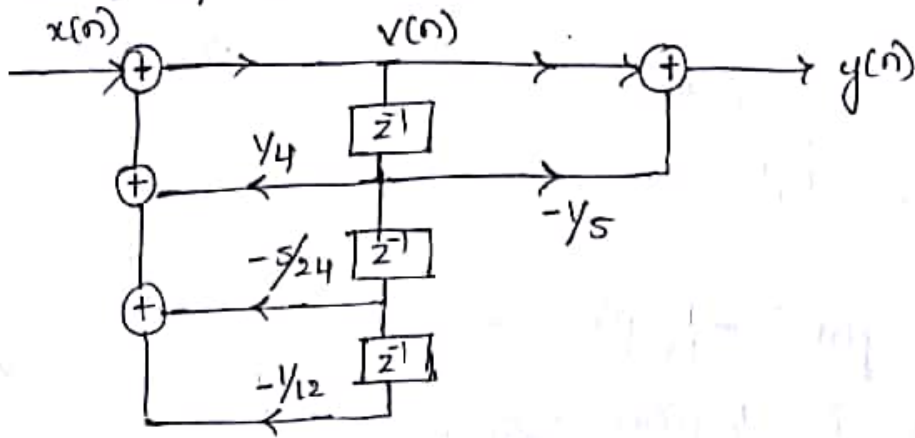 x(n) v(n)
y(n)
z⁻¹
1/4
-1/5
z⁻¹
-5/24
z⁻¹
-1/12